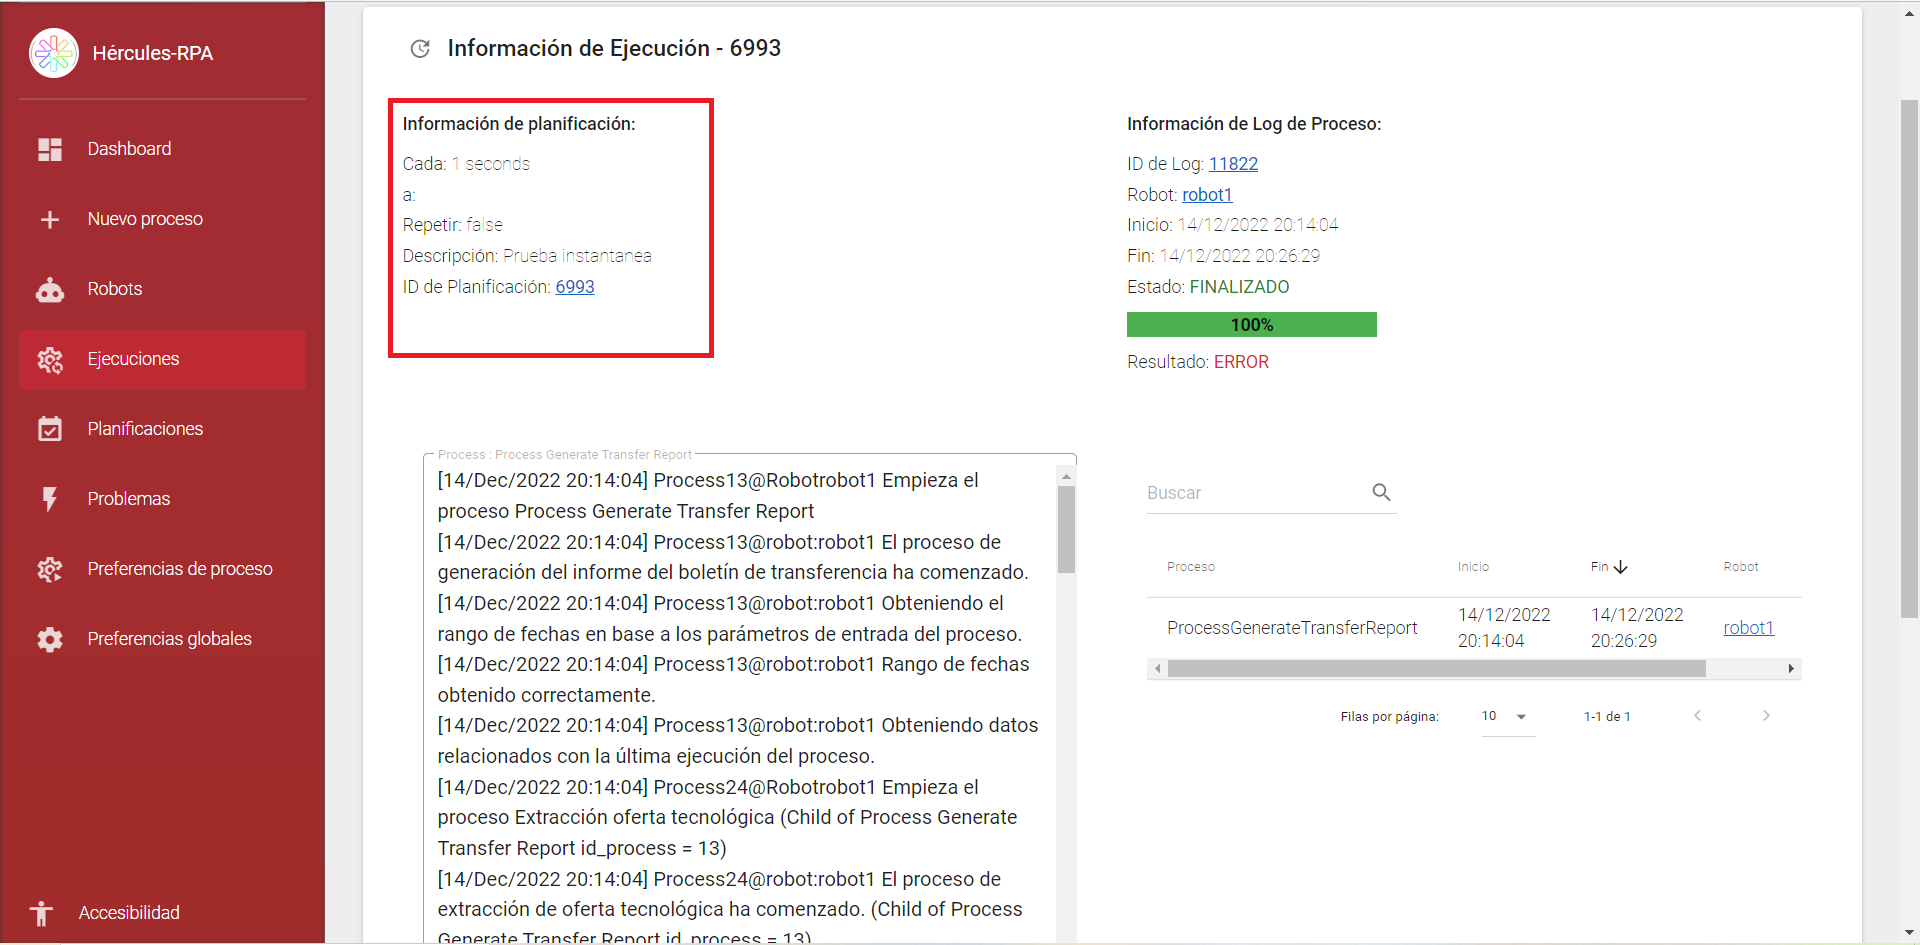 Hércules-RPA
Dashboard
Nuevo proceso
Robots
Ejecuciones
Planificaciones
Problemas
Preferencias de proceso
Preferencias globales
Accesibilidad
Información de Ejecución - 6993
Información de planificación:
Cada: 1 seconds
a:
Repetir: false
Descripción: Prueba instantanea
ID de Planificación: 6993
Información de Log de Proceso:
ID de Log: 11822
Robot: robot1
Inicio: 14/12/2022 20:14:04
Fin: 14/12/2022 20:26:29
Estado: FINALIZADO
100%
Resultado: ERROR
Process : Process Generate Transfer Report
[14/Dec/2022 20:14:04] Process13@Robotrobot1 Empieza el
proceso Process Generate Transfer Report
[14/Dec/2022 20:14:04] Process13@robot:robot1 El proceso de
generación del informe del boletín de transferencia ha comenzado.
[14/Dec/2022 20:14:04] Process13@robot:robot1 Obteniendo el
rango de fechas en base a los parámetros de entrada del proceso.
[14/Dec/2022 20:14:04] Process13@robot:robot1 Rango de fechas
obtenido correctamente.
[14/Dec/2022 20:14:04] Process13@robot:robot1 Obteniendo datos
relacionados con la última ejecución del proceso.
[14/Dec/2022 20:14:04] Process24@Robotrobot1 Empieza el
proceso Extracción oferta tecnológica (Child of Process Generate
Transfer Report id_process = 13)
[14/Dec/2022 20:14:04] Process24@robot:robot1 El proceso de
extracción de oferta tecnológica ha comenzado. (Child of Process
Generate Transfer Report id_process = 13)
Buscar
Proceso Inicio Fin Robot
ProcessGenerateTransferReport 14/12/2022 20:14:04 14/12/2022 20:26:29 robot1
Filas por página: 10 1-1 de 1